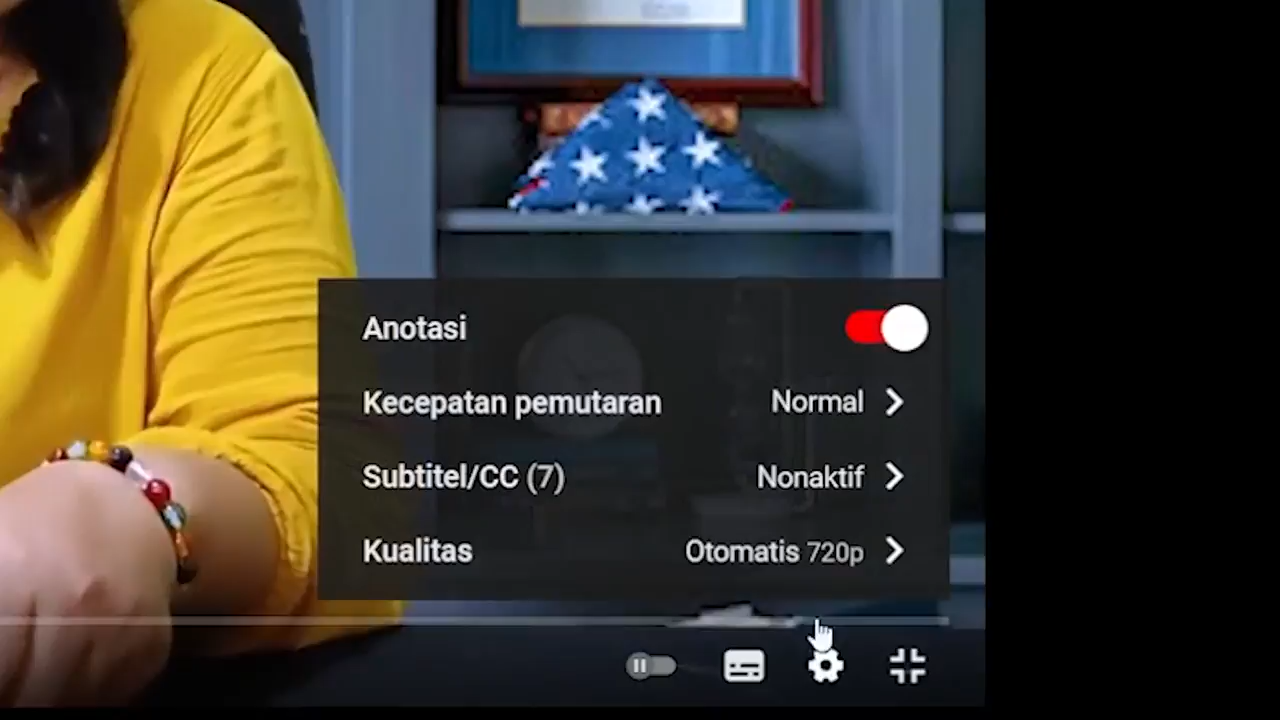 Anotasi
Kecepatan pemutaran Normal
Subtitel/CC (7) Nonaktif
Kualitas Otomatis 720p